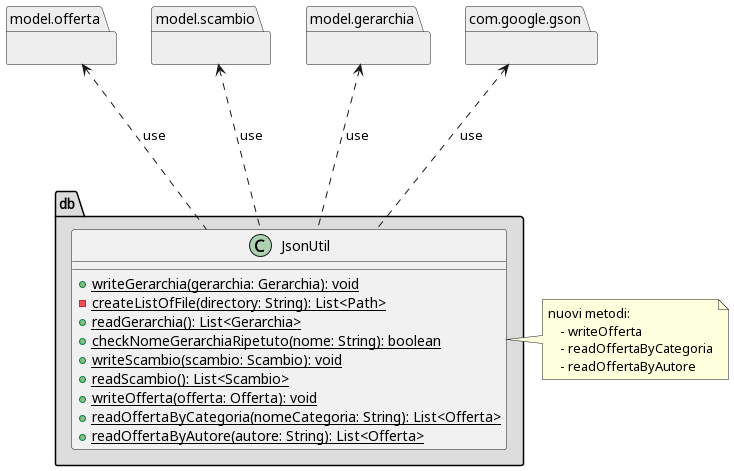 model.offerta
model.scambio
model.gerarchia
com.google.gson
use
use
use
use
db
C JsonUtil
writeGerarchia(gerarchia: Gerarchia): void
createListOfFile(directory: String): List<Path>
readGerarchia(): List<Gerarchia>
checkNomeGerarchiaRipetuto(nome: String): boolean
writeScambio(scambio: Scambio): void
readScambio(): List<Scambio>
writeOfferta(offerta: Offerta): void
readOffertaByCategoria(nomeCategoria: String): List<Offerta>
readOffertaByAutore(autore: String): List<Offerta>
nuovi metodi:
- writeOfferta
- readOffertaByCategoria
- readOffertaByAutore